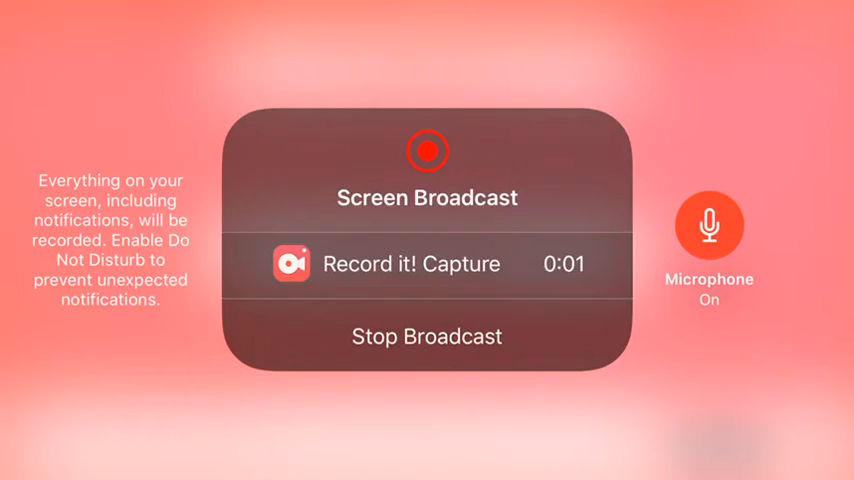 Everything on your
screen, including
notifications, will be
recorded. Enable Do
Not Disturb to
prevent unexpected
notifications.
Screen Broadcast
Record it! Capture 0:01
Stop Broadcast
Microphone
On